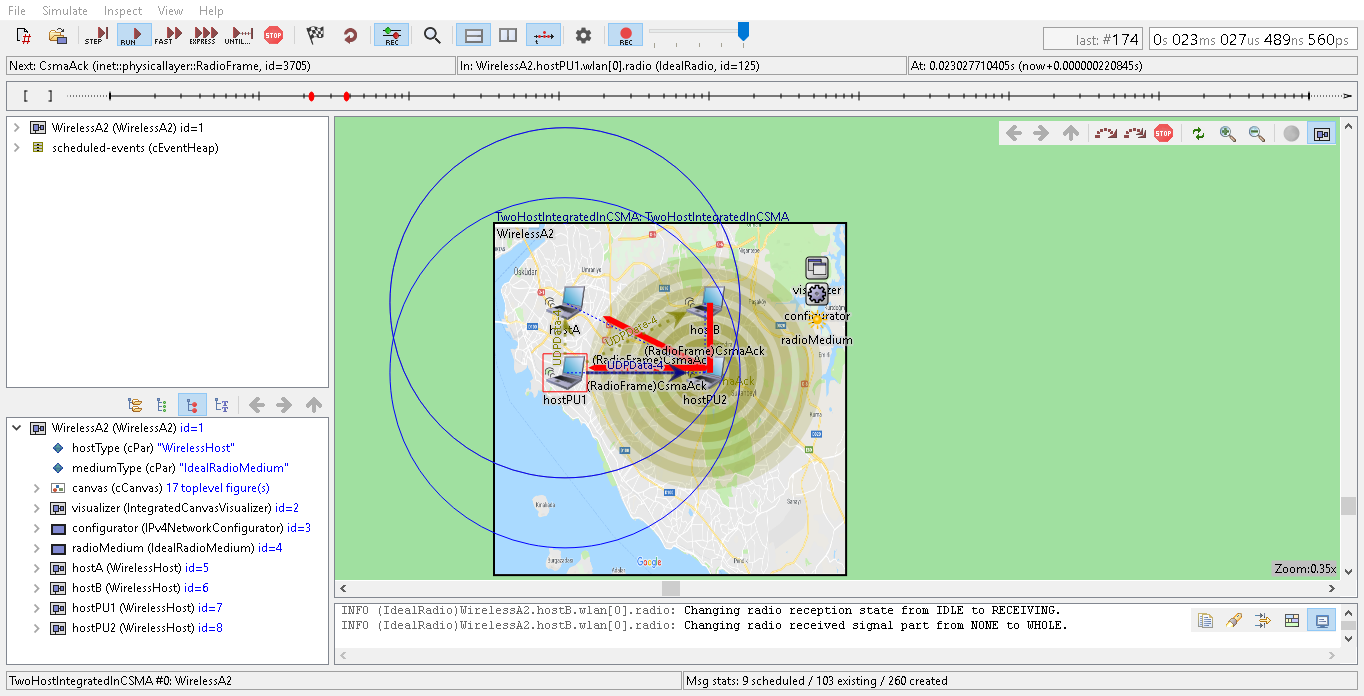 File Simulate Inspect View Help
STEP RUN FAST EXPRESS UNTIL... STOP REC REC last: #174 0s 023ms 027us 489ns 560ps
Next: CsmaAck (inet::physicallayer::RadioFrame, id=3705) In: WirelessA2.hostPU1.wlan[0].radio (IdealRadio, id=125) At: 0.023027710405s (now+0.000000220845s)
[ ]
WirelessA2 (WirelessA2) id=1
scheduled-events (cEventHeap)
STOP
TwoHostIntegratedInCSMA: TwoHostIntegratedInCSMA
WirelessA2
Üsküdar
Ümraniye
hostA
hostB
visualizer
configurator
radioMedium
UDPData-4
UDPData-4
(RadioFrame)CsmaAck
(RadioFrame)CsmaAck
UDPData-4
(RadioFrame)CsmaAck
hostPU1
hostPU2
Google
Pendik
Adalar
Zoom:0.35x
WirelessA2 (WirelessA2) id=1
hostType (cPar) "WirelessHost"
mediumType (cPar) "IdealRadioMedium"
canvas (cCanvas) 17 toplevel figure(s)
visualizer (IntegratedCanvasVisualizer) id=2
configurator (IPv4NetworkConfigurator) id=3
radioMedium (IdealRadioMedium) id=4
hostA (WirelessHost) id=5
hostB (WirelessHost) id=6
hostPU1 (WirelessHost) id=7
hostPU2 (WirelessHost) id=8
INFO (IdealRadio)WirelessA2.hostB.wlan[0].radio: Changing radio reception state from IDLE to RECEIVING.
INFO (IdealRadio)WirelessA2.hostB.wlan[0].radio: Changing radio received signal part from NONE to WHOLE.
TwoHostIntegratedInCSMA #0: WirelessA2 Msg stats: 9 scheduled / 103 existing / 260 created